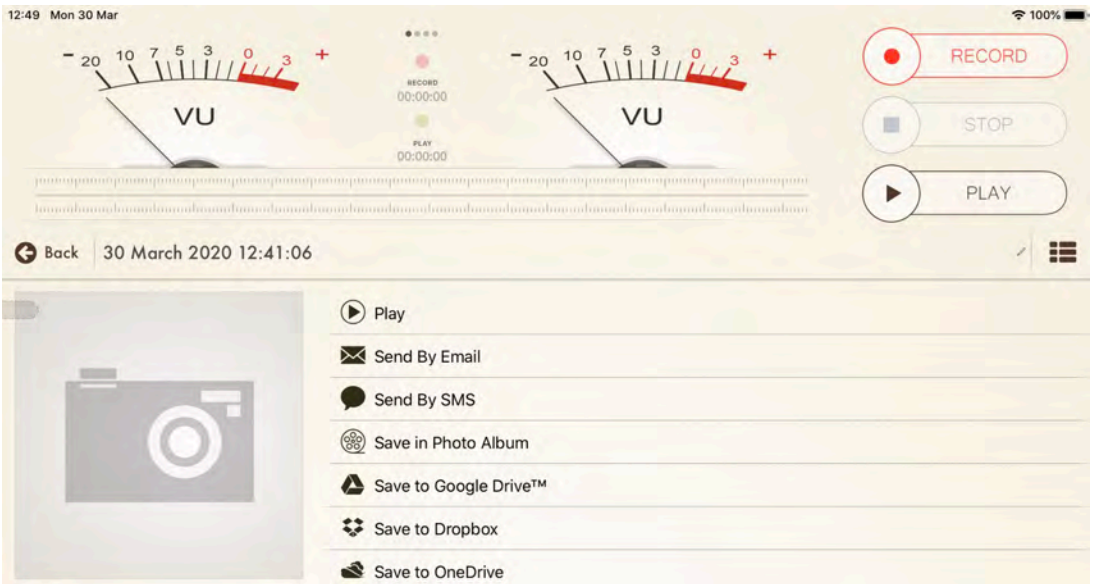 12:49 Mon 30 Mar
100%
- 20 10 7 5 3 0 3 +
VU
RECORD
00:00:00
PLAY
00:00:00
- 20 10 7 5 3 0 3 +
VU
RECORD
STOP
PLAY
Back
30 March 2020 12:41:06
Play
Send By Email
Send By SMS
Save in Photo Album
Save to Google Drive™
Save to Dropbox
Save to OneDrive